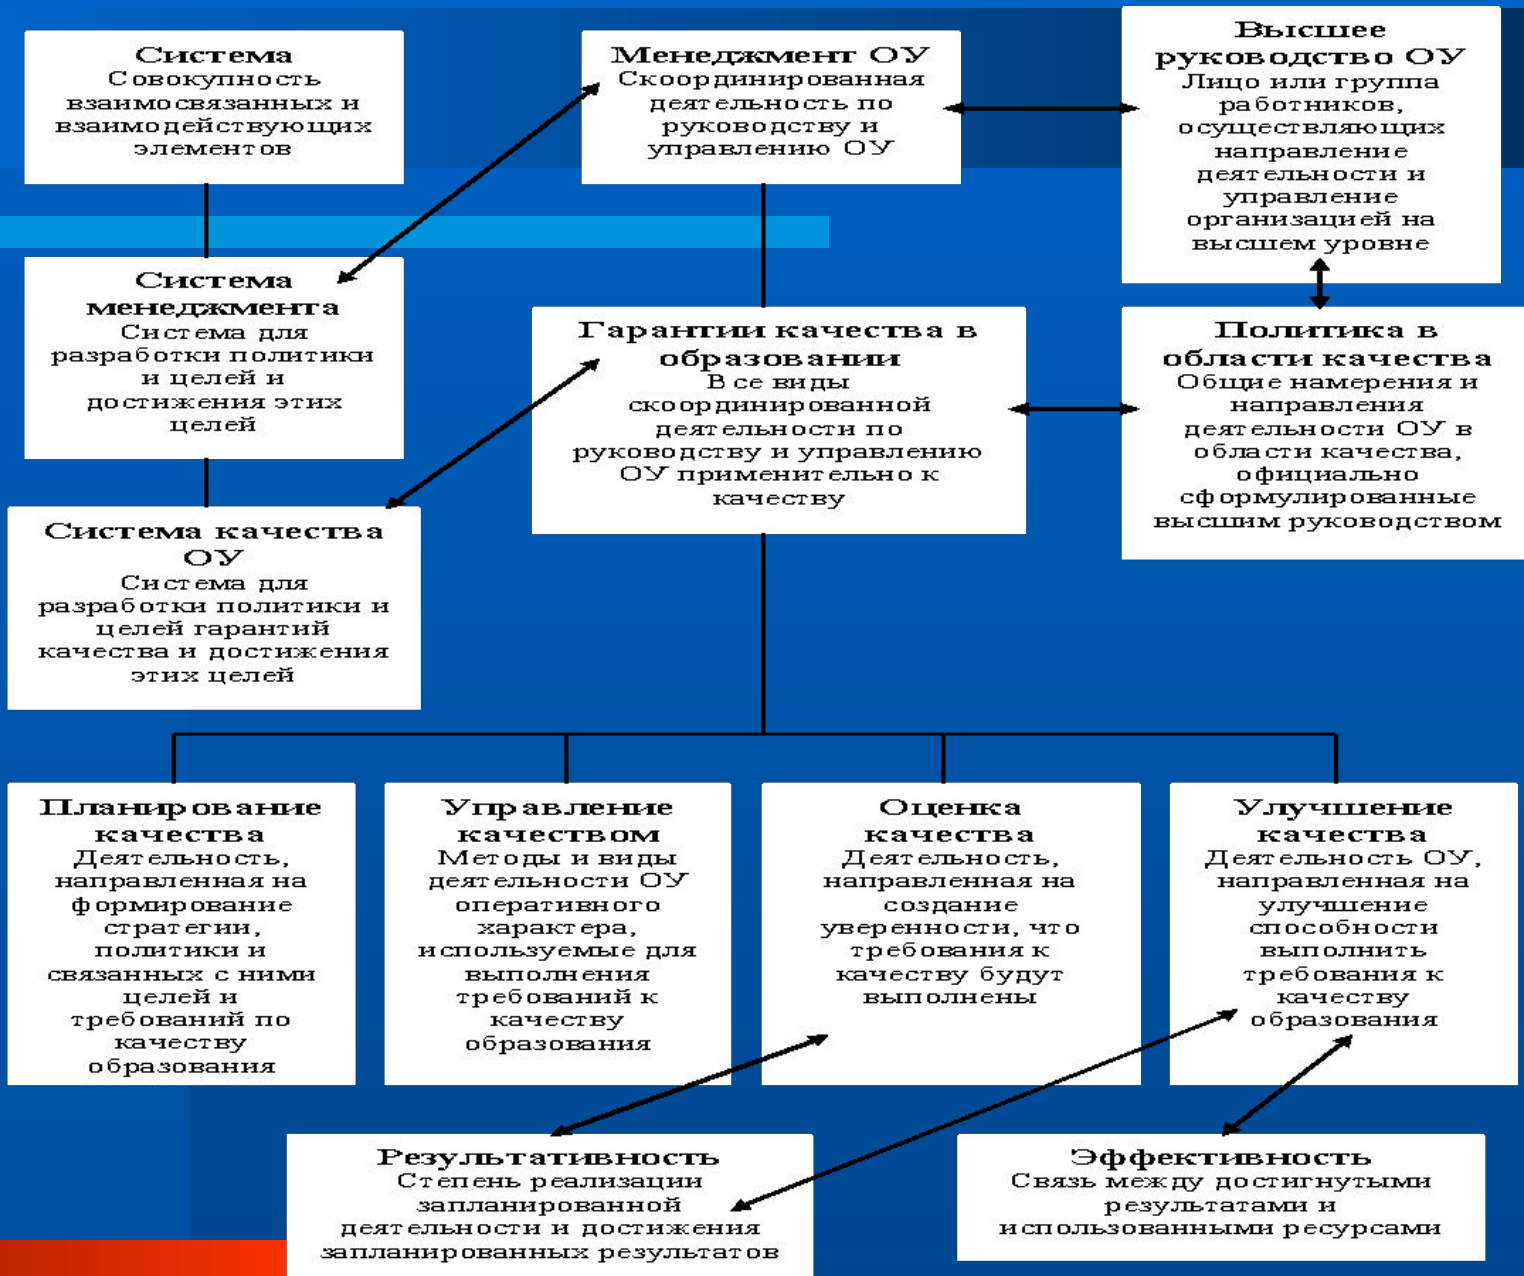 Система
Совокупность
взаимосвязанных и
взаимодействующих
элементов
Менеджмент ОУ
Скоординированная
деятельность по
руководству и
управлению ОУ
Высшее
руководство ОУ
Лицо или группа
работников,
осуществляющих
направление
деятельности и
управление
организацией на
высшем уровне
Система
менеджмента
Система для
разработки политики
и целей и
достижения этих
целей
Гарантии качества в
образовании
Все виды
скоординированной
деятельности по
руководству и управлению
ОУ применительно к
качеству
Политика в
области качества
Общие намерения и
направления
деятельности ОУ в
области качества,
официально
сформулированные
высшим руководством
Система качества
ОУ
Система для
разработки политики и
целей гарантий
качества и достижения
этих целей
Планирование
качества
Деятельность,
направленная на
формирование
стратегии,
политики и
связанных с ними
целей и
требований по
качеству
образования
Управление
качеством
Методы и виды
деятельности ОУ
оперативного
характера,
используемые для
выполнения
требований к
качеству
образования
Оценка
качества
Деятельность,
направленная на
создание
уверенности, что
требования к
качеству будут
выполнены
Улучшение
качества
Деятельность ОУ,
направленная на
улучшение
способности
выполнить
требования к
качеству
образования
Результативность
Степень реализации
запланированной
деятельности и достижения
запланированных результатов
Эффективность
Связь между достигнутыми
результатами и
использованными ресурсами